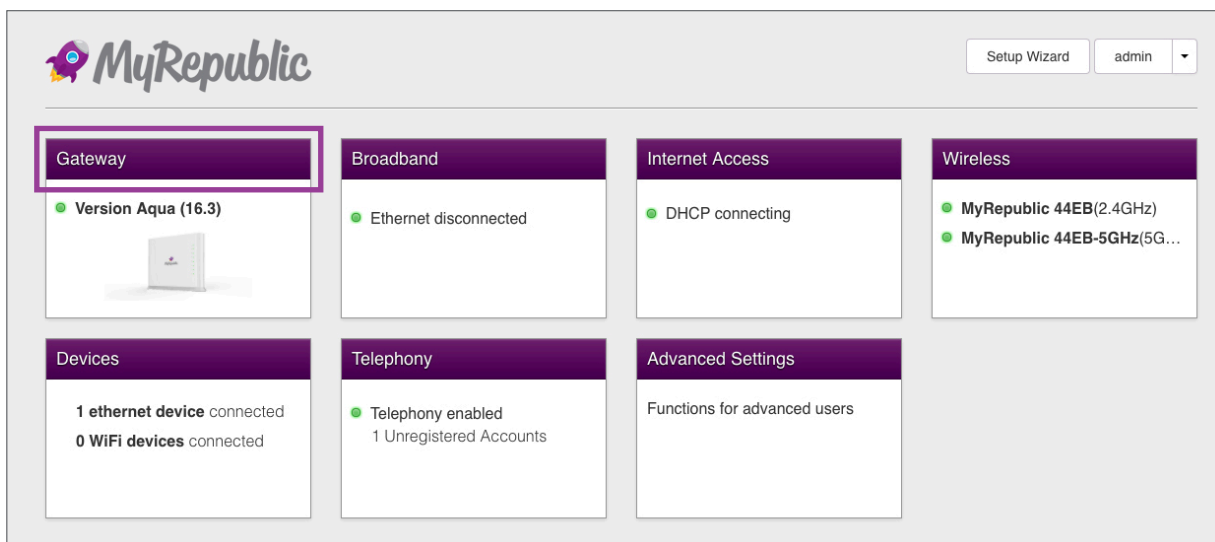 MyRepublic
Setup Wizard
admin
Gateway
Version Aqua (16.3)
Broadband
Ethernet disconnected
Internet Access
DHCP connecting
Wireless
MyRepublic 44EB(2.4GHz)
MyRepublic 44EB-5GHz(5G...
Devices
1 ethernet device connected
0 WiFi devices connected
Telephony
Telephony enabled
1 Unregistered Accounts
Advanced Settings
Functions for advanced users